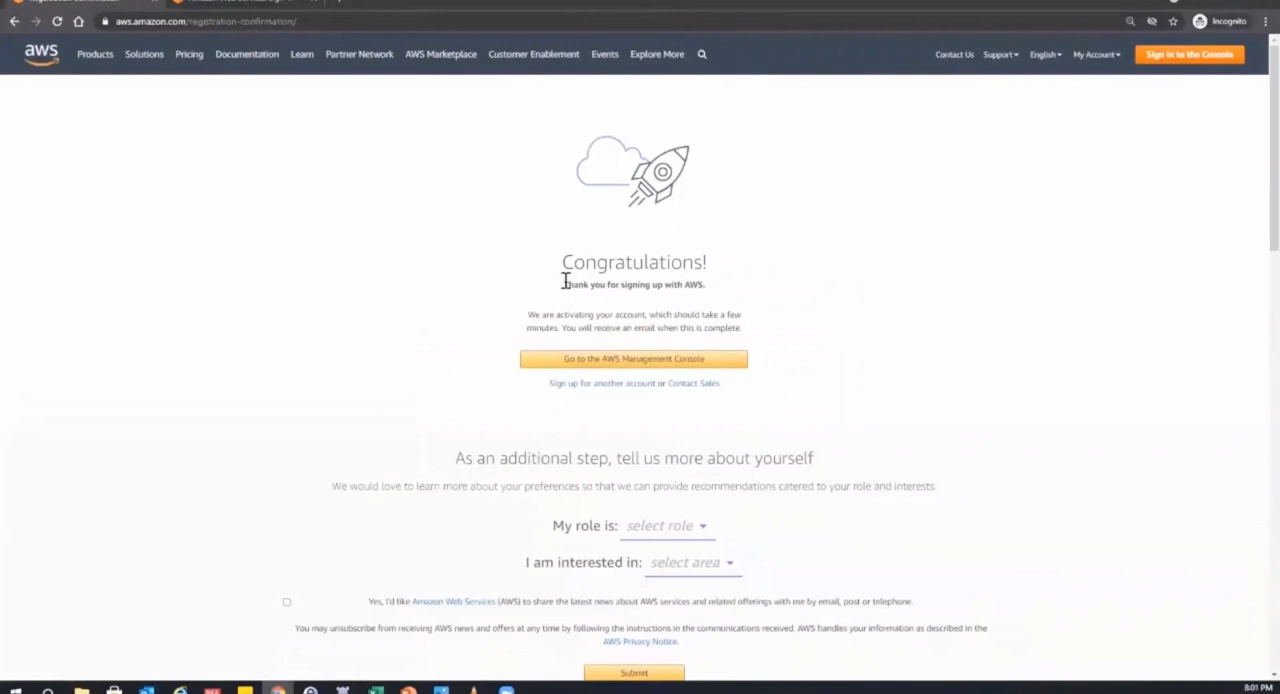 aws.amazon.com/registration-confirmation/
Incognito
aws
Products Solutions Pricing Documentation Learn Partner Network AWS Marketplace Customer Enablement Events Explore More
Contact Us Support English My Account Sign in to the Console
Congratulations!
Thank you for signing up with AWS.
We are activating your account, which should take a few
minutes. You will receive an email when this is complete.
Go to the AWS Management Console
Sign up for another account or Contact Sales
As an additional step, tell us more about yourself
We would love to learn more about your preferences so that we can provide recommendations catered to your role and interests.
My role is: select role
I am interested in: select area
Yes, I'd like Amazon Web Services (AWS) to share the latest news about AWS services and related offerings with me by email, post or telephone.
You may unsubscribe from receiving AWS news and offers at any time by following the instructions in the communications received. AWS handles your information as described in the
AWS Privacy Notice.
Submit
8:01 PM